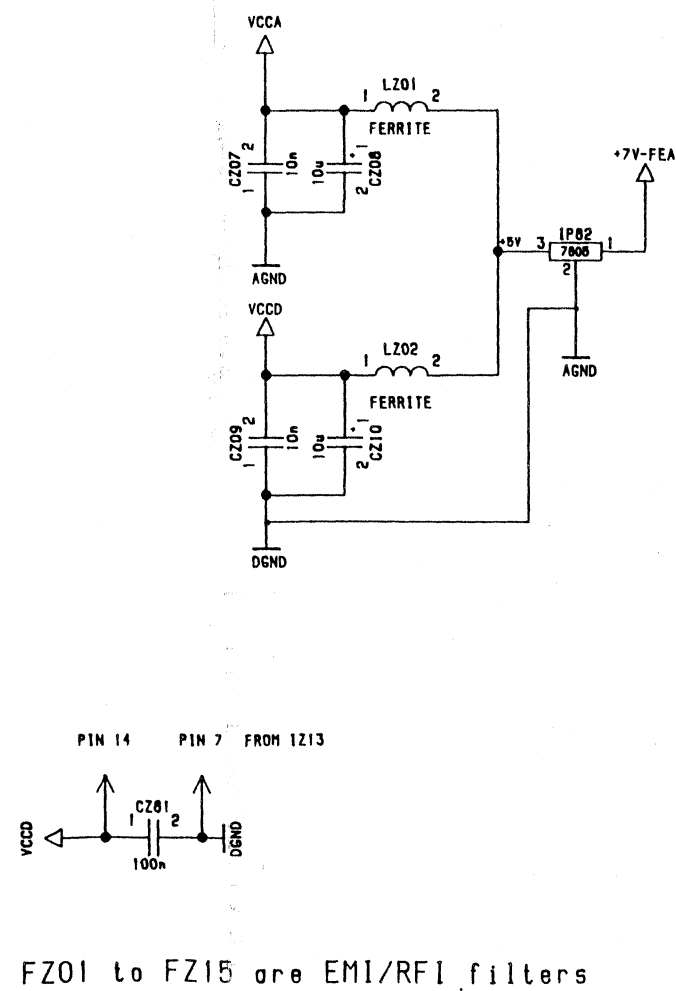 VCCA
LZ01
1 2
FERRITE
CZ07 2 10n 1
10u 1 CZ08 2
+
AGND
+7V-FEA
IP82
+5V 3 7805 1
2
AGND
VCCD
LZ02
1 2
FERRITE
CZ09 2 10n 1
10u 1 CZ10 2
+
DGND
PIN 14 PIN 7 FROM IZ13
CZ81
1 2
VCCD DGND
100n
FZ01 to FZ15 are EMI/RFI filters